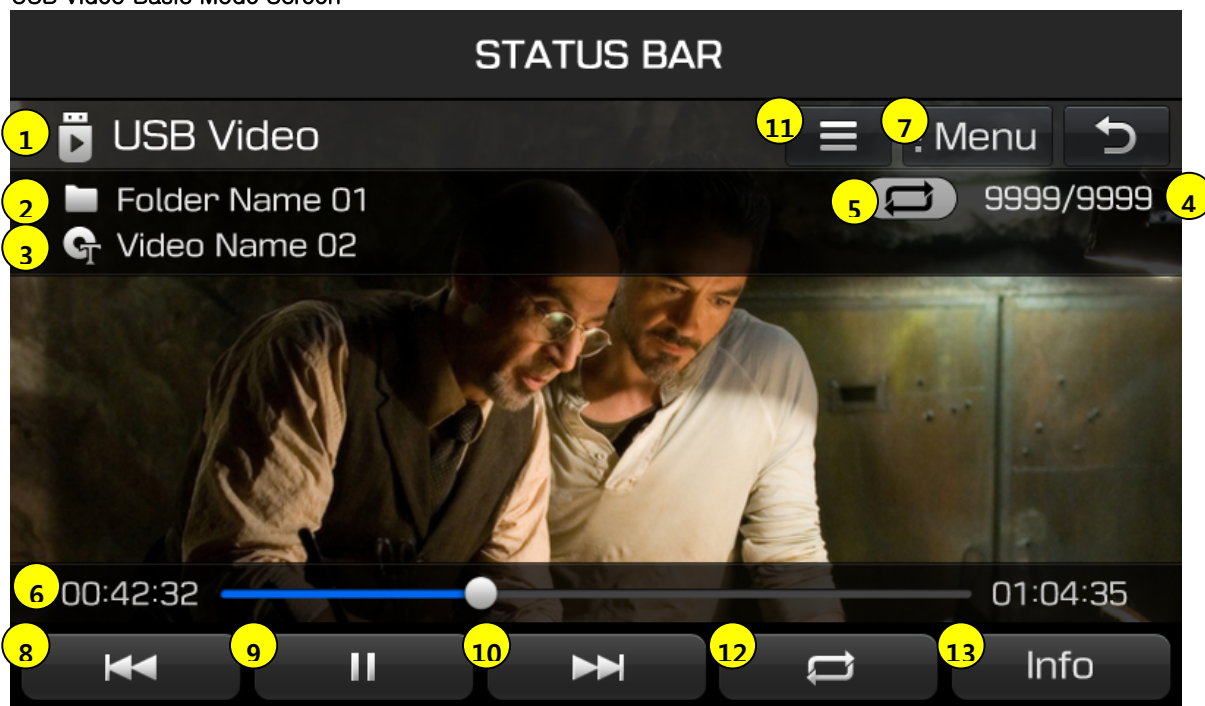 USB Video Basic Mode Screen
STATUS BAR
1 USB Video 11 7 Menu
2 Folder Name 01 5 9999/9999 4
3 Video Name 02
6 00:42:32 01:04:35
8 9 10 12 13 Info